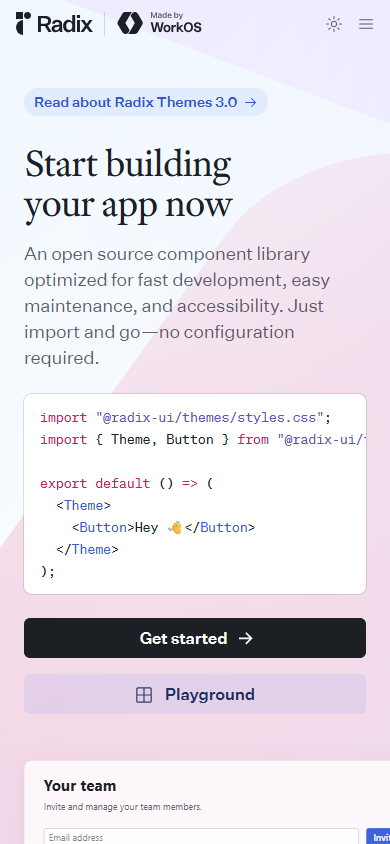 Radix
Made by
WorkOS
Read about Radix Themes 3.0 →
Start building
your app now
An open source component library
optimized for fast development, easy
maintenance, and accessibility. Just
import and go—no configuration
required.
import "@radix-ui/themes/styles.css";
import { Theme, Button } from "@radix-ui/
export default () => (
<Theme>
<Button>Hey 👋</Button>
</Theme>
);
Get started →
Playground
Your team
Invite and manage your team members.
Email address
Invi